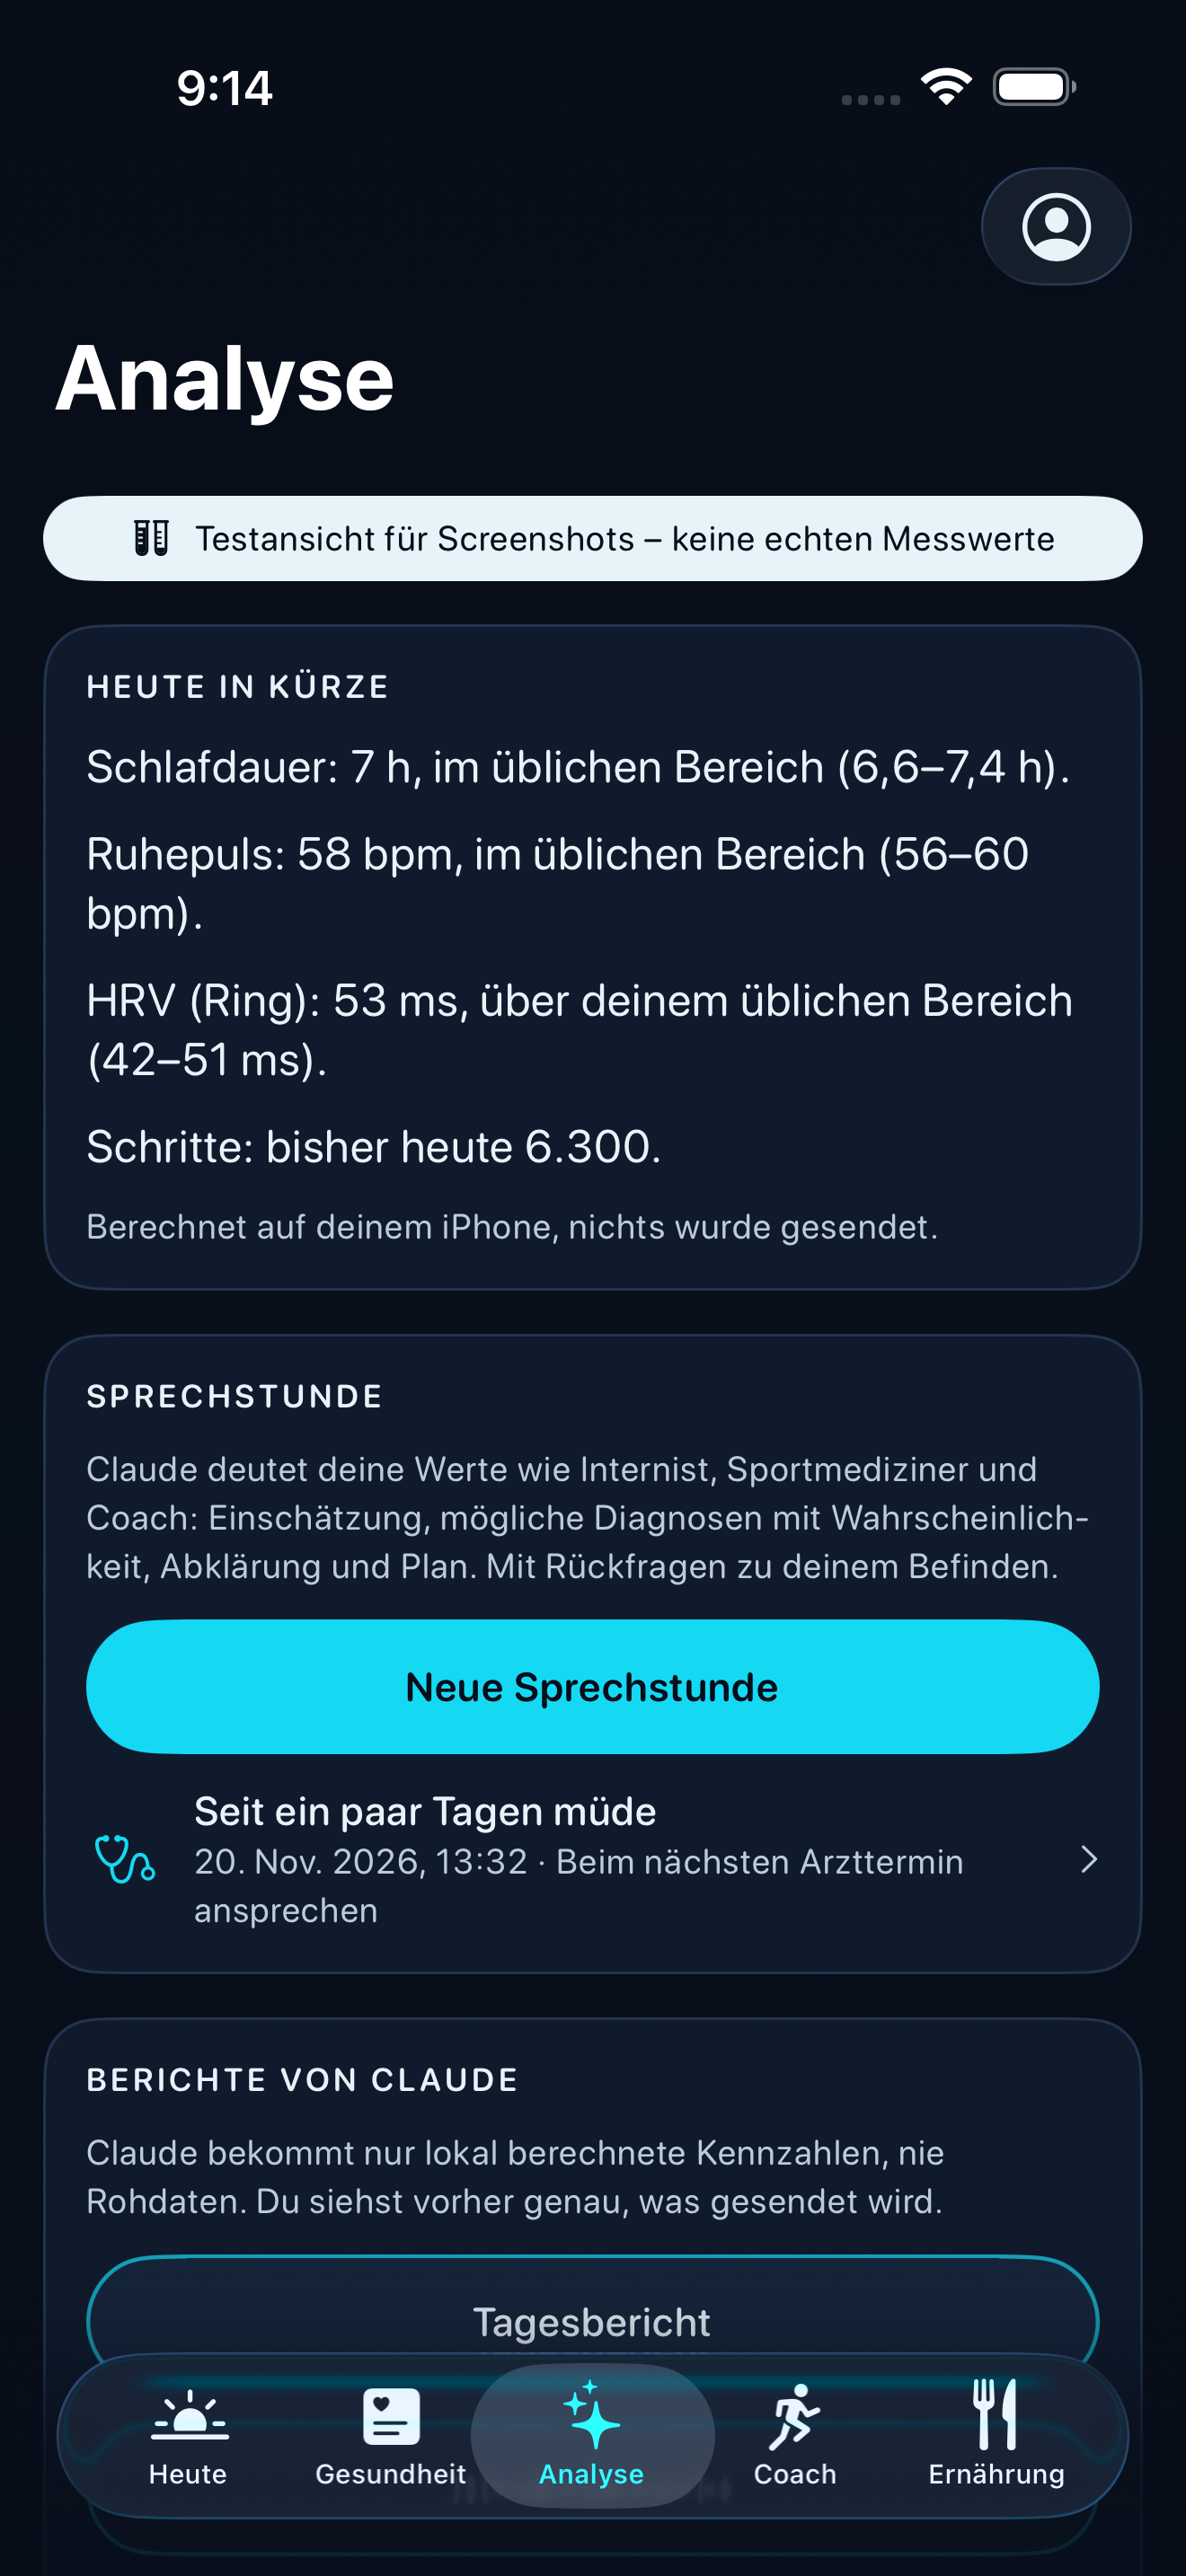 9:14
Analyse
Testansicht für Screenshots – keine echten Messwerte
HEUTE IN KÜRZE
Schlafdauer: 7 h, im üblichen Bereich (6,6–7,4 h).
Ruhepuls: 58 bpm, im üblichen Bereich (56–60
bpm).
HRV (Ring): 53 ms, über deinem üblichen Bereich
(42–51 ms).
Schritte: bisher heute 6.300.
Berechnet auf deinem iPhone, nichts wurde gesendet.
SPRECHSTUNDE
Claude deutet deine Werte wie Internist, Sportmediziner und
Coach: Einschätzung, mögliche Diagnosen mit Wahrscheinlich-
keit, Abklärung und Plan. Mit Rückfragen zu deinem Befinden.
Neue Sprechstunde
Seit ein paar Tagen müde
20. Nov. 2026, 13:32 · Beim nächsten Arzttermin
ansprechen
BERICHTE VON CLAUDE
Claude bekommt nur lokal berechnete Kennzahlen, nie
Rohdaten. Du siehst vorher genau, was gesendet wird.
Tagesbericht
Heute Gesundheit Analyse Coach Ernährung